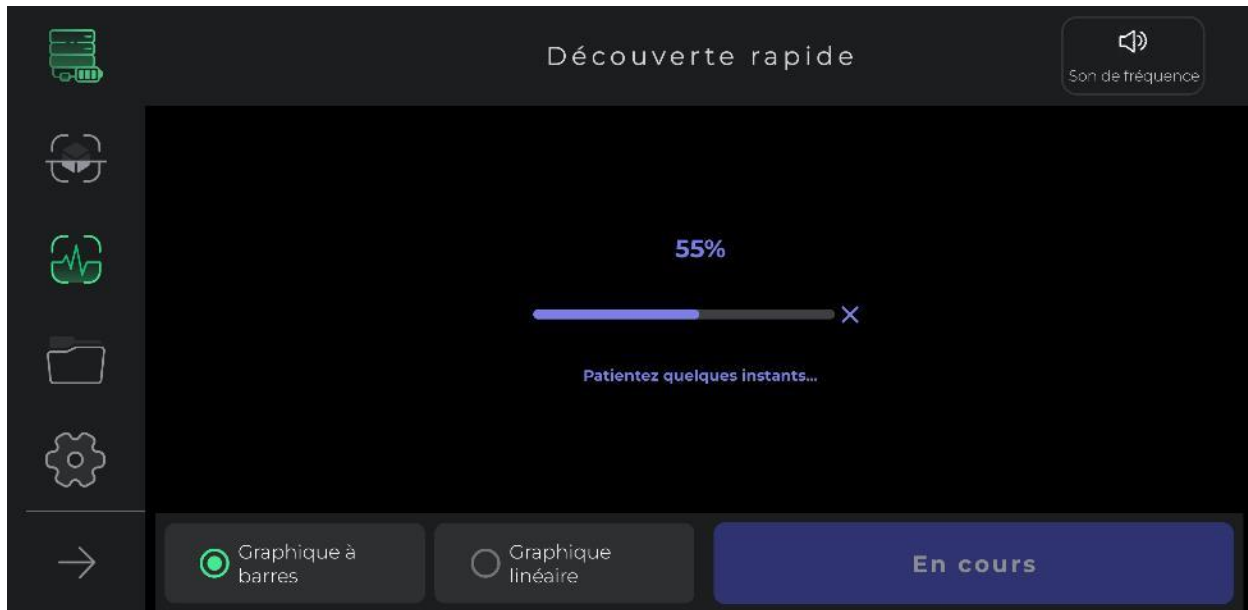 Découverte rapide
Son de fréquence
55%
Patientez quelques instants...
Graphique à
barres
Graphique
linéaire
En cours